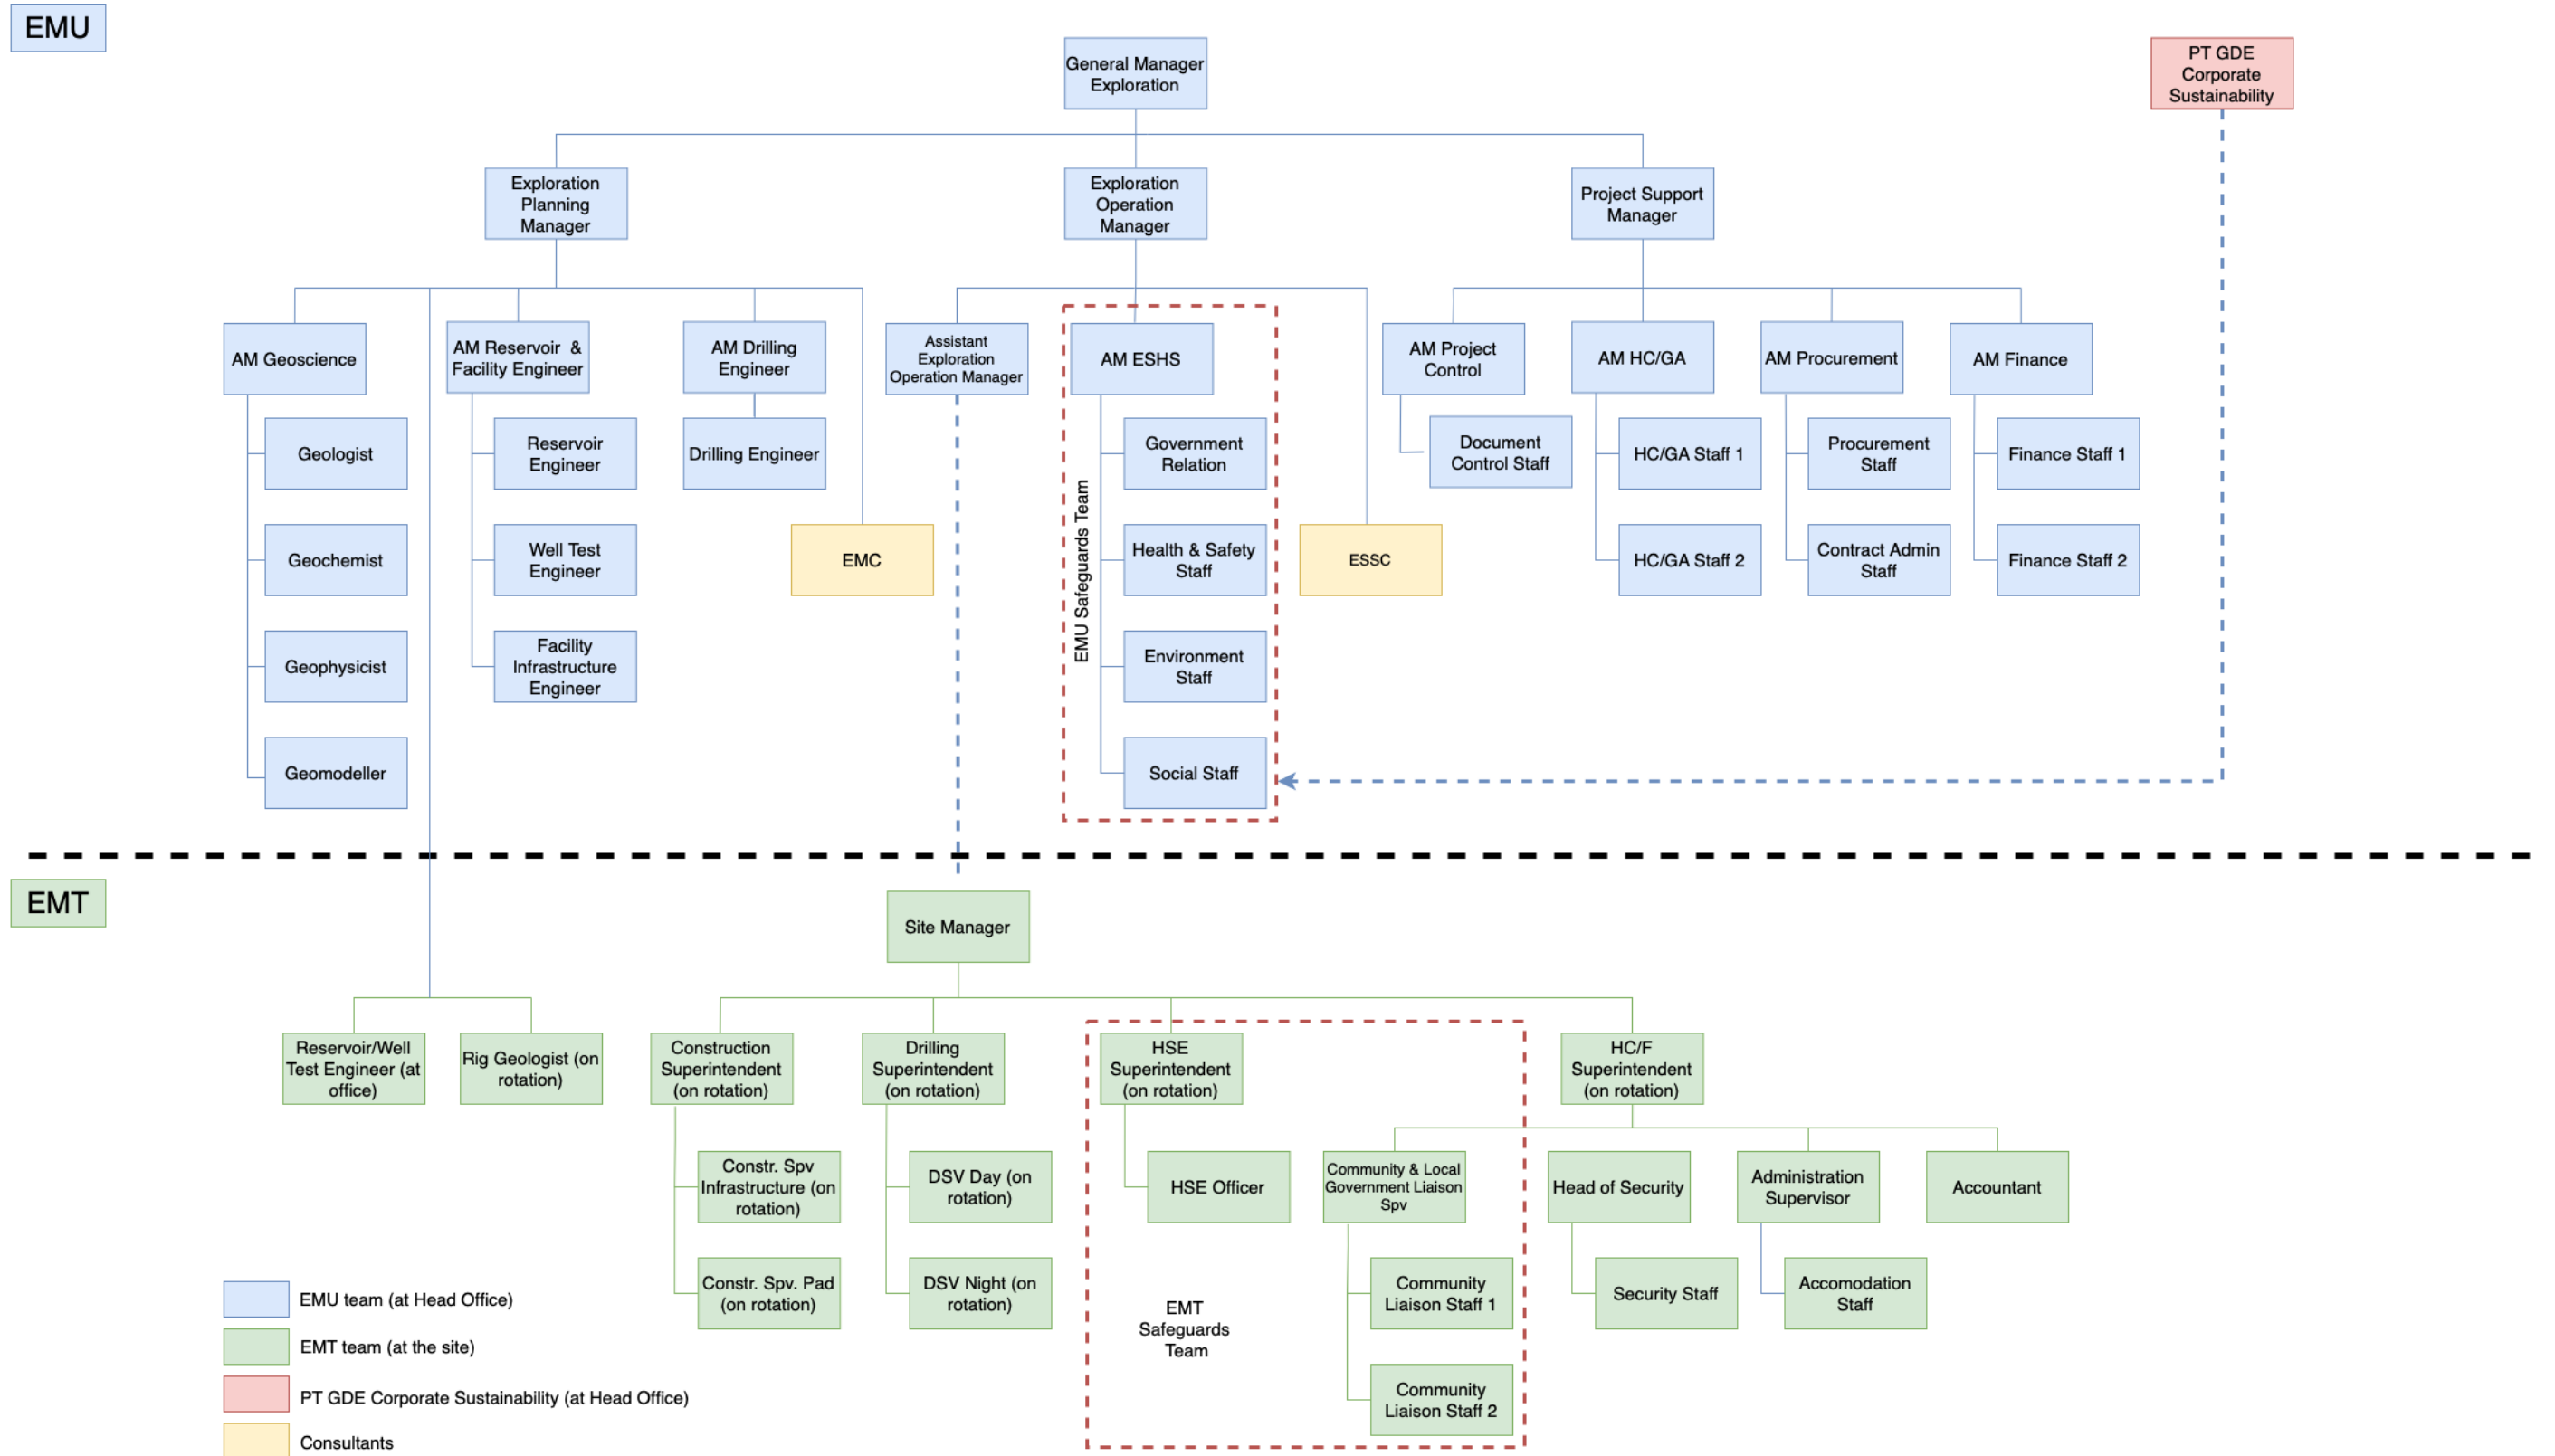 EMU
General Manager
Exploration
PT GDE
Corporate
Sustainability
Exploration
Planning
Manager
Exploration
Operation
Manager
Project Support
Manager
AM Geoscience
AM Reservoir &
Facility Engineer
AM Drilling
Engineer
Assistant
Exploration
Operation Manager
AM ESHS
AM Project
Control
AM HC/GA
AM Procurement
AM Finance
Geologist
Reservoir
Engineer
Drilling Engineer
Government
Relation
Document
Control Staff
HC/GA Staff 1
Procurement
Staff
Finance Staff 1
Geochemist
Well Test
Engineer
EMC
EMU Safeguards Team
Health & Safety
Staff
ESSC
HC/GA Staff 2
Contract Admin
Staff
Finance Staff 2
Geophysicist
Facility
Infrastructure
Engineer
Environment
Staff
Geomodeller
Social Staff
EMT
Site Manager
Reservoir/Well
Test Engineer (at
office)
Rig Geologist (on
rotation)
Construction
Superintendent
(on rotation)
Drilling
Superintendent
(on rotation)
HSE
Superintendent
(on rotation)
HC/F
Superintendent
(on rotation)
Constr. Spv
Infrastructure (on
rotation)
DSV Day (on
rotation)
HSE Officer
Community & Local
Government Liaison
Spv
Head of Security
Administration
Supervisor
Accountant
Constr. Spv. Pad
(on rotation)
DSV Night (on
rotation)
EMT
Safeguards
Team
Community
Liaison Staff 1
Security Staff
Accomodation
Staff
Community
Liaison Staff 2
EMU team (at Head Office)
EMT team (at the site)
PT GDE Corporate Sustainability (at Head Office)
Consultants